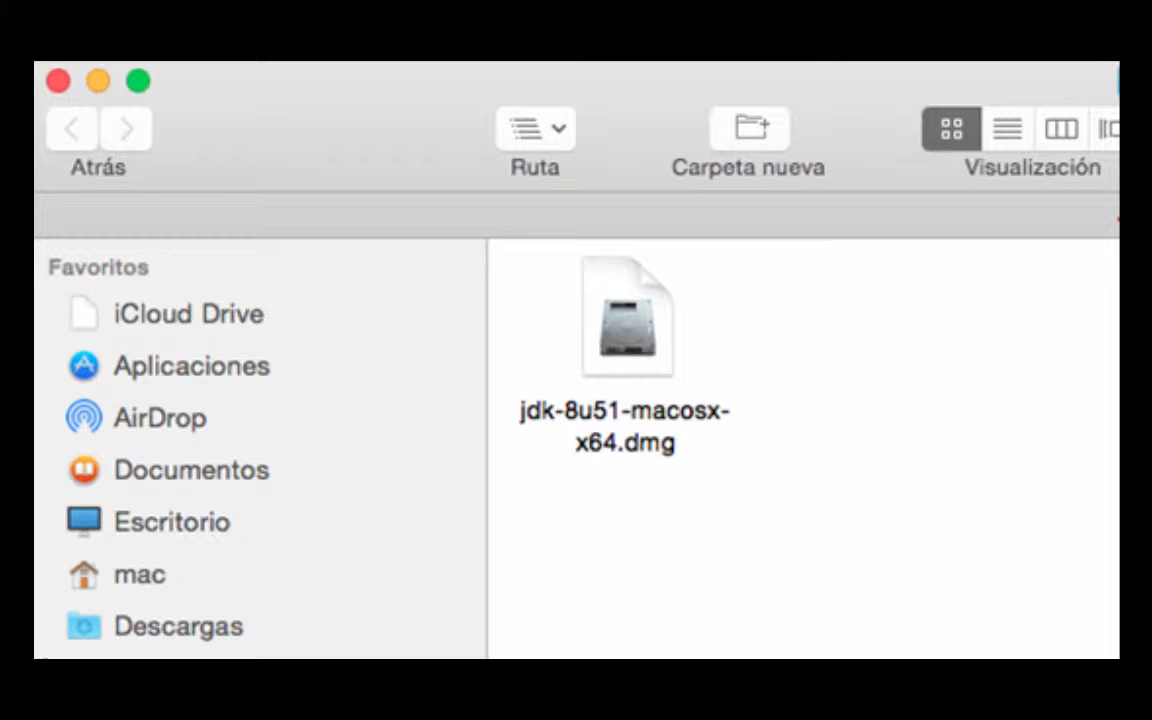 Atrás
Ruta
Carpeta nueva
Visualización
Favoritos
iCloud Drive
Aplicaciones
AirDrop
Documentos
Escritorio
mac
Descargas
jdk-8u51-macosx-
x64.dmg